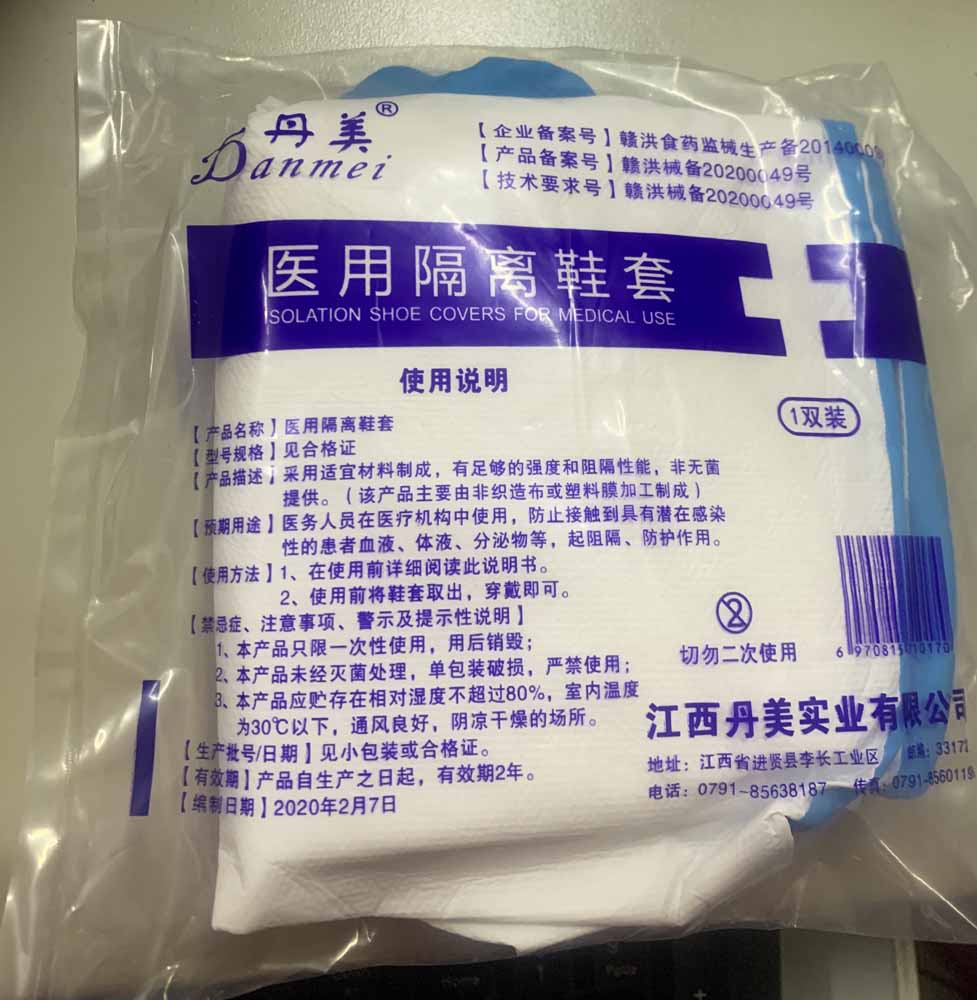 丹美®
Danmei
【企业备案号】赣洪食药监械生产备2014000
【产品备案号】赣洪械备20200049号
【技术要求号】赣洪械备20200049号
医用隔离鞋套
ISOLATION SHOE COVERS FOR MEDICAL USE
使用说明
1双装
【产品名称】医用隔离鞋套
【型号规格】见合格证
【产品描述】采用适宜材料制成，有足够的强度和阻隔性能，非无菌
提供。（该产品主要由非织造布或塑料膜加工制成）
【预期用途】医务人员在医疗机构中使用，防止接触到具有潜在感染
性的患者血液、体液、分泌物等，起阻隔、防护作用。
【使用方法】1、在使用前详细阅读此说明书。
2、使用前将鞋套取出，穿戴即可。
【禁忌症、注意事项、警示及提示性说明】
1、本产品只限一次性使用，用后销毁；
2、本产品未经灭菌处理，单包装破损，严禁使用；
3、本产品应贮存在相对湿度不超过80%，室内温度
为30℃以下，通风良好，阴凉干燥的场所。
【生产批号/日期】见小包装或合格证。
【有效期】产品自生产之日起，有效期2年。
【编制日期】2020年2月7日
2
切勿二次使用
6 970815 10170
江西丹美实业有限公司
地址：江西省进贤县李长工业区 邮编：33172
电话：0791-85638187 传真：0791-8560119
Home
PgUp